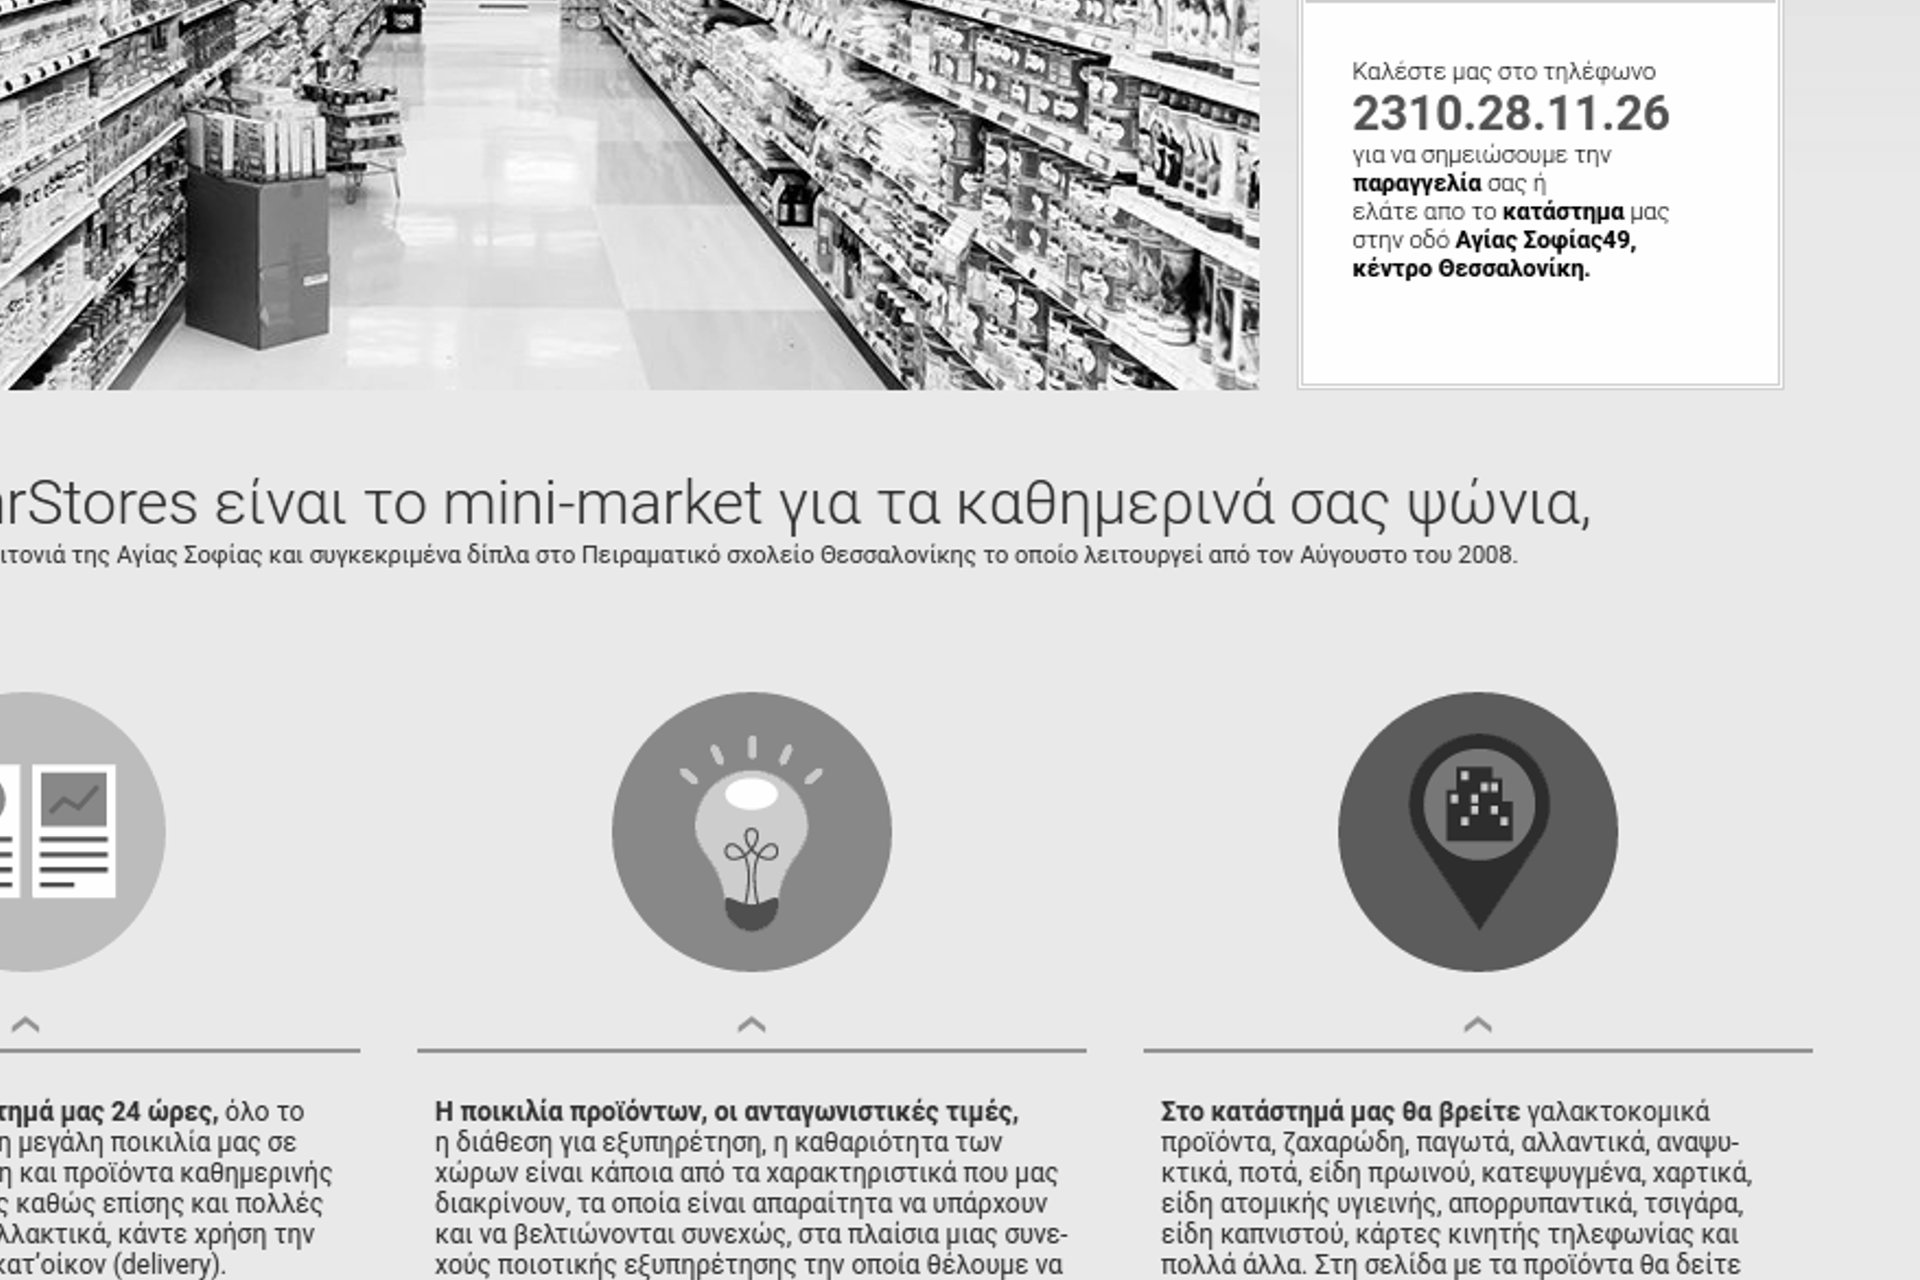 Καλέστε μας στο τηλέφωνο
2310.28.11.26
για να σημειώσουμε την
παραγγελία σας ή
ελάτε απο το κατάστημα μας
στην οδό Αγίας Σοφίας49,
κέντρο Θεσσαλονίκη.
rStores είναι το mini-market για τα καθημερινά σας ψώνια,
ιτονιά της Αγίας Σοφίας και συγκεκριμένα δίπλα στο Πειραματικό σχολείο Θεσσαλονίκης το οποίο λειτουργεί από τον Αύγουστο του 2008.
τημά μας 24 ώρες, όλο το
η μεγάλη ποικιλία μας σε
η και προϊόντα καθημερινής
ς καθώς επίσης και πολλές
λλακτικά, κάντε χρήση την
κατ’οίκον (delivery).
Η ποικιλία προϊόντων, οι ανταγωνιστικές τιμές,
η διάθεση για εξυπηρέτηση, η καθαριότητα των
χώρων είναι κάποια από τα χαρακτηριστικά που μας
διακρίνουν, τα οποία είναι απαραίτητα να υπάρχουν
και να βελτιώνονται συνεχώς, στα πλαίσια μιας συνε-
χούς ποιοτικής εξυπηρέτησης την οποία θέλουμε να
Στο κατάστημά μας θα βρείτε γαλακτοκομικά
προϊόντα, ζαχαρώδη, παγωτά, αλλαντικά, αναψυ-
κτικά, ποτά, είδη πρωινού, κατεψυγμένα, χαρτικά,
είδη ατομικής υγιεινής, απορρυπαντικά, τσιγάρα,
είδη καπνιστού, κάρτες κινητής τηλεφωνίας και
πολλά άλλα. Στη σελίδα με τα προϊόντα θα δείτε